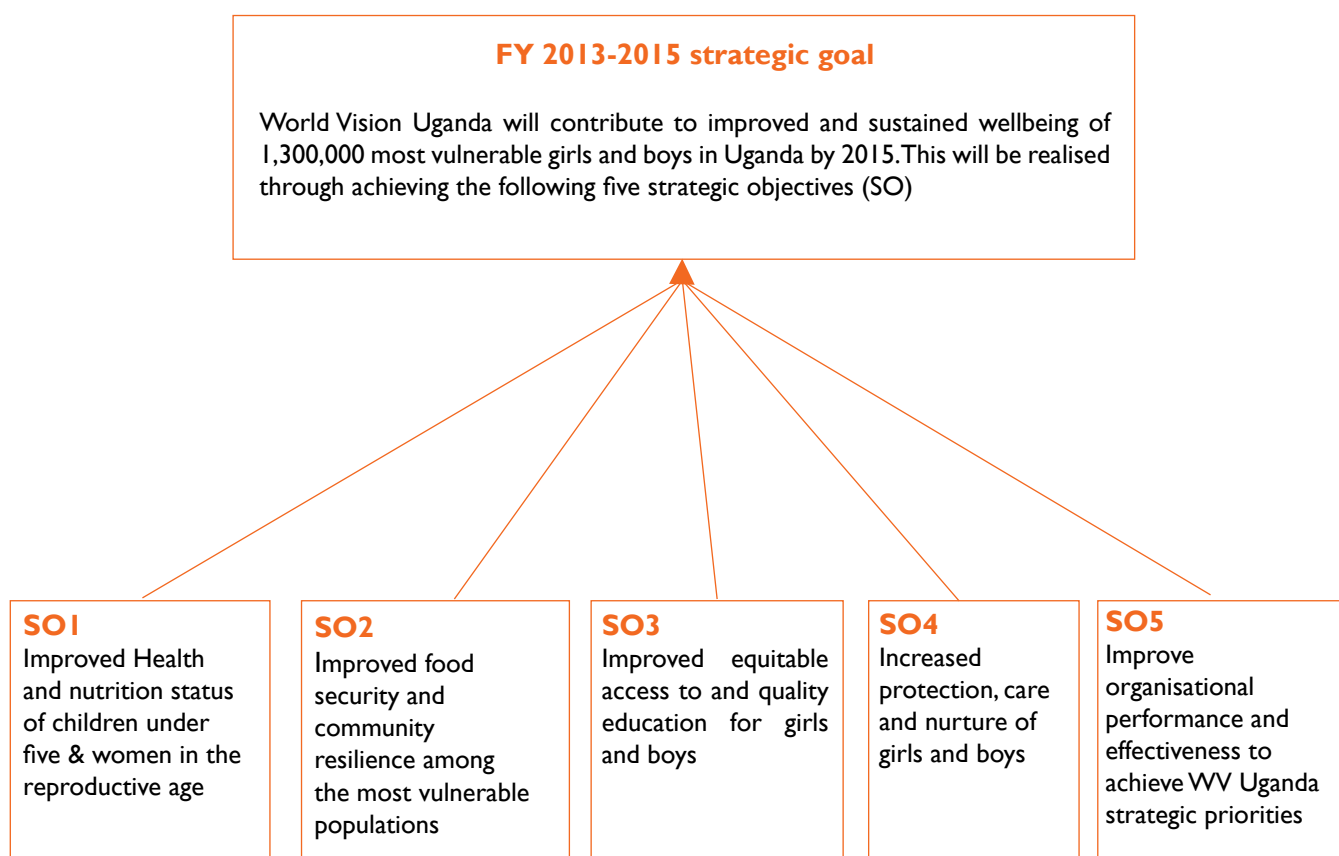 FY 2013-2015 strategic goal
World Vision Uganda will contribute to improved and sustained wellbeing of
1,300,000 most vulnerable girls and boys in Uganda by 2015.This will be realised
through achieving the following five strategic objectives (SO)
SO1
Improved Health
and nutrition status
of children under
five & women in the
reproductive age
SO2
Improved food
security and
community
resilience among
the most vulnerable
populations
SO3
Improved equitable
access to and quality
education for girls
and boys
SO4
Increased
protection, care
and nurture of
girls and boys
SO5
Improve
organisational
performance and
effectiveness to
achieve WV Uganda
strategic priorities